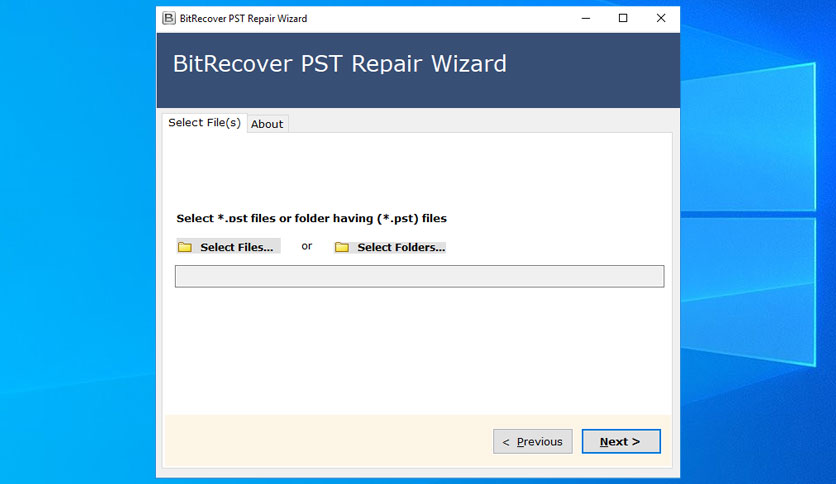 BitRecover PST Repair Wizard
BitRecover PST Repair Wizard
Select File(s) About
Select *.pst files or folder having (*.pst) files
Select Files... or Select Folders...
< Previous Next >